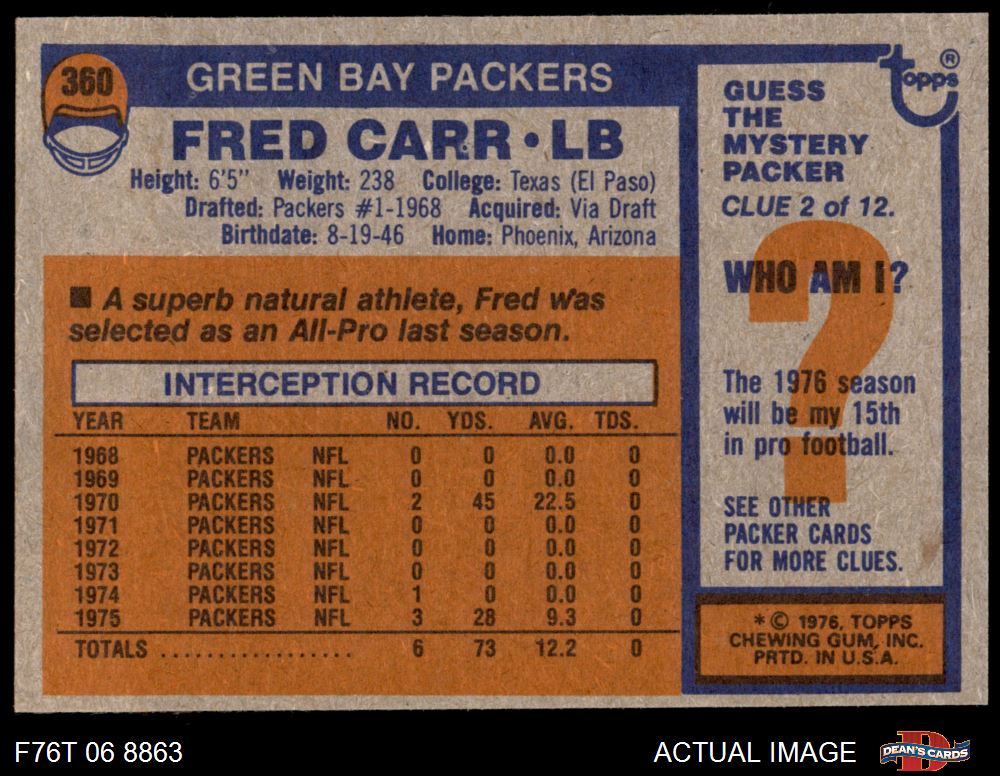 360
GREEN BAY PACKERS
FRED CARR • LB
Height: 6'5" Weight: 238 College: Texas (El Paso)
Drafted: Packers #1-1968 Acquired: Via Draft
Birthdate: 8-19-46 Home: Phoenix, Arizona
■ A superb natural athlete, Fred was
selected as an All-Pro last season.
INTERCEPTION RECORD
YEAR TEAM NO. YDS. AVG. TDS.
1968 PACKERS NFL 0 0 0.0 0
1969 PACKERS NFL 0 0 0.0 0
1970 PACKERS NFL 2 45 22.5 0
1971 PACKERS NFL 0 0 0.0 0
1972 PACKERS NFL 0 0 0.0 0
1973 PACKERS NFL 0 0 0.0 0
1974 PACKERS NFL 1 0 0.0 0
1975 PACKERS NFL 3 28 9.3 0
TOTALS ................. 6 73 12.2 0
topps ®
GUESS
THE
MYSTERY
PACKER
CLUE 2 of 12.
?
WHO AM I?
The 1976 season
will be my 15th
in pro football.
SEE OTHER
PACKER CARDS
FOR MORE CLUES.
* © 1976, TOPPS
CHEWING GUM, INC.
PRTD. IN U.S.A.
F76T 06 8863
ACTUAL IMAGE
D
DEAN'S CARDS